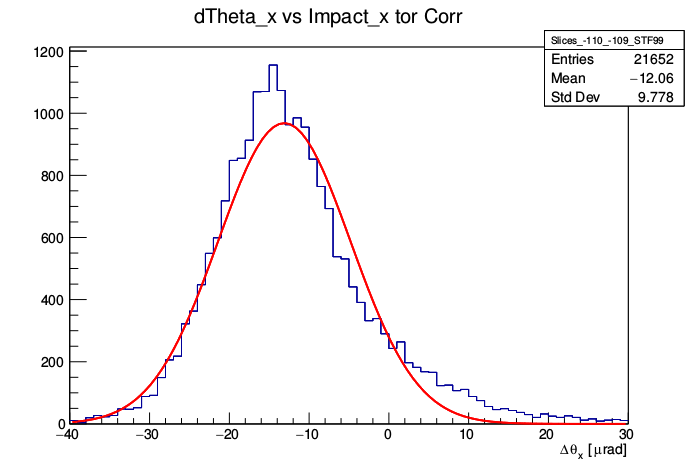 dTheta_x vs Impact_x tor Corr
Slices_-110_-109_STF99
Entries 21652
Mean −12.06
Std Dev 9.778
1200
1000
800
600
400
200
0
−40 −30 −20 −10 0 10 20 30
Δθx [μrad]